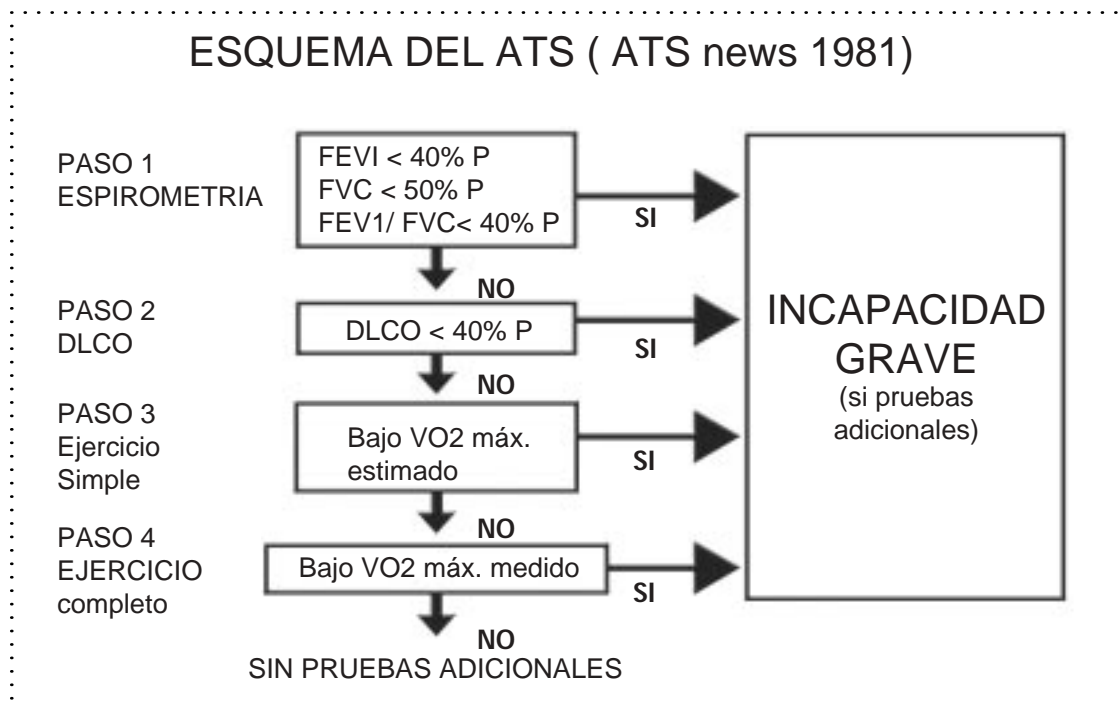 ESQUEMA DEL ATS ( ATS news 1981)
PASO 1
ESPIROMETRIA
FEVI < 40% P
FVC < 50% P
FEV1/ FVC< 40% P
SI
NO
PASO 2
DLCO
DLCO < 40% P
SI
NO
PASO 3
Ejercicio
Simple
Bajo VO2 máx.
estimado
SI
NO
PASO 4
EJERCICIO
completo
Bajo VO2 máx. medido
SI
NO
SIN PRUEBAS ADICIONALES
INCAPACIDAD
GRAVE
(si pruebas
adicionales)